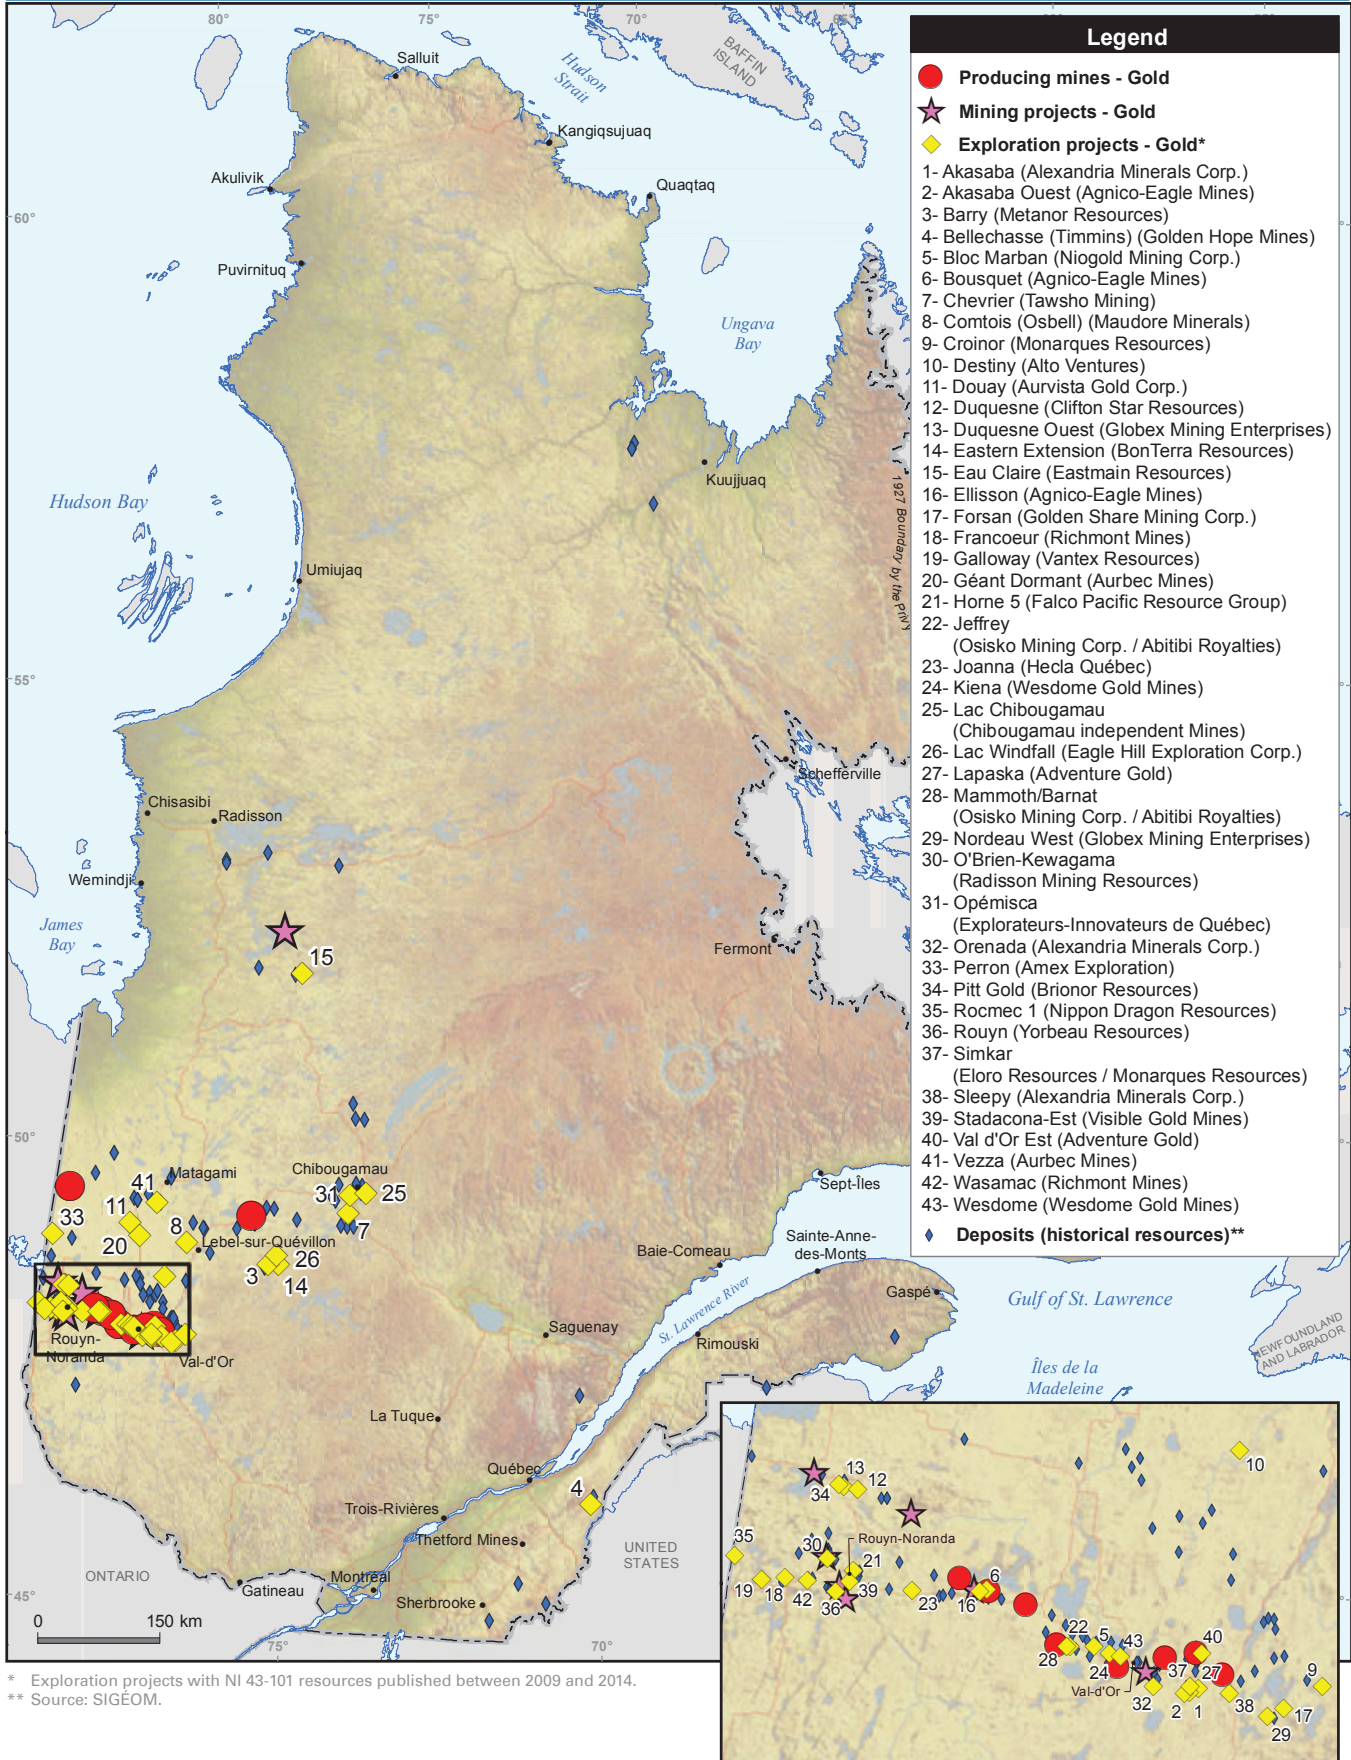 80°
75°
70°
65°
Legend
Producing mines - Gold
Mining projects - Gold
Exploration projects - Gold*
1- Akasaba (Alexandria Minerals Corp.)
2- Akasaba Ouest (Agnico-Eagle Mines)
3- Barry (Metanor Resources)
4- Bellechasse (Timmins) (Golden Hope Mines)
5- Bloc Marban (Niogold Mining Corp.)
6- Bousquet (Agnico-Eagle Mines)
7- Chevrier (Tawsho Mining)
8- Comtois (Osbell) (Maudore Minerals)
9- Croinor (Monarques Resources)
10- Destiny (Alto Ventures)
11- Douay (Aurvista Gold Corp.)
12- Duquesne (Clifton Star Resources)
13- Duquesne Ouest (Globex Mining Enterprises)
14- Eastern Extension (BonTerra Resources)
15- Eau Claire (Eastmain Resources)
16- Ellisson (Agnico-Eagle Mines)
17- Forsan (Golden Share Mining Corp.)
18- Francoeur (Richmont Mines)
19- Galloway (Vantex Resources)
20- Géant Dormant (Aurbec Mines)
21- Horne 5 (Falco Pacific Resource Group)
22- Jeffrey
(Osisko Mining Corp. / Abitibi Royalties)
23- Joanna (Hecla Québec)
24- Kiena (Wesdome Gold Mines)
25- Lac Chibougamau
(Chibougamau independent Mines)
26- Lac Windfall (Eagle Hill Exploration Corp.)
27- Lapaska (Adventure Gold)
28- Mammoth/Barnat
(Osisko Mining Corp. / Abitibi Royalties)
29- Nordeau West (Globex Mining Enterprises)
30- O'Brien-Kewagama
(Radisson Mining Resources)
31- Opémisca
(Explorateurs-Innovateurs de Québec)
32- Orenada (Alexandria Minerals Corp.)
33- Perron (Amex Exploration)
34- Pitt Gold (Brionor Resources)
35- Rocmec 1 (Nippon Dragon Resources)
36- Rouyn (Yorbeau Resources)
37- Simkar
(Eloro Resources / Monarques Resources)
38- Sleepy (Alexandria Minerals Corp.)
39- Stadacona-Est (Visible Gold Mines)
40- Val d'Or Est (Adventure Gold)
41- Vezza (Aurbec Mines)
42- Wasamac (Richmont Mines)
43- Wesdome (Wesdome Gold Mines)
Deposits (historical resources)**
Salluit
Hudson
Strait
BAFFIN
ISLAND
Kangiqsujuaq
Akulivik
Quaqtaq
60°
Puvirnituq
Ungava
Bay
Kuujjuaq
1927 Boundary by the Privy
Hudson Bay
Umiujaq
55°
Schefferville
Chisasibi
Radisson
Wemindji
James
Bay
15
Fermont
50°
Matagami
41
Chibougamau
31
25
7
11
33
20
8
Lebel-sur-Quévillon
26
3
14
Sept-Îles
Sainte-Anne-
des-Monts
Baie-Comeau
Gaspé
Gulf of St. Lawrence
St. Lawrence River
Rouyn-
Noranda
Val-d'Or
Saguenay
Rimouski
NEWFOUNDLAND
AND LABRADOR
Îles de la
Madeleine
La Tuque
Québec
4
Trois-Rivières
Thetford Mines
UNITED
STATES
ONTARIO
Montréal
45°
Gatineau
Sherbrooke
0
150 km
75°
70°
13
12
34
10
35
30
Rouyn-Noranda
21
19
18
42
36
39
23
16
6
22
28
5
43
24
40
37
27
Val-d'Or
32
2
1
38
9
17
29
* Exploration projects with NI 43-101 resources published between 2009 and 2014.
** Source: SIGÉOM.